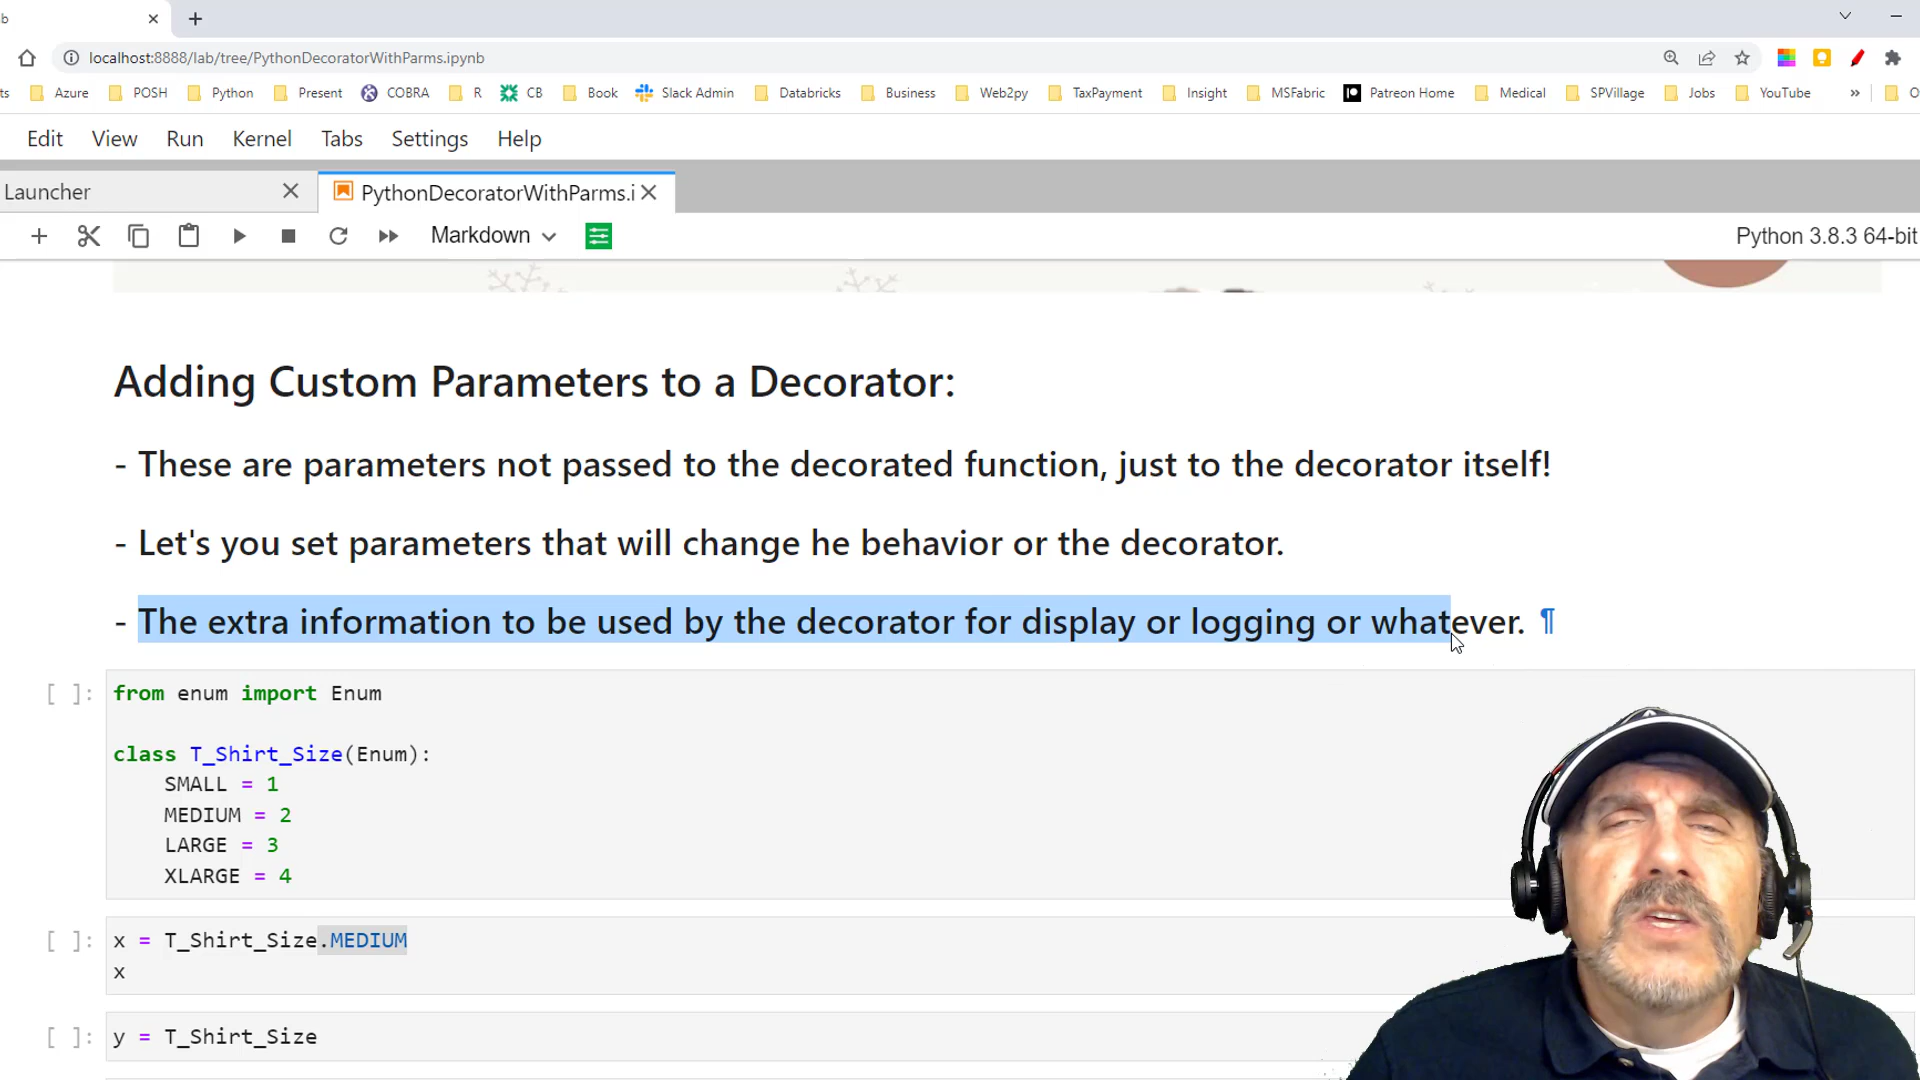 b
localhost:8888/lab/tree/PythonDecoratorWithParms.ipynb
ts Azure POSH Python Present COBRA R CB Book Slack Admin Databricks Business Web2py TaxPayment Insight MSFabric Patreon Home Medical SPVillage Jobs YouTube » O
Edit View Run Kernel Tabs Settings Help
Launcher PythonDecoratorWithParms.i
Markdown Python 3.8.3 64-bit
Adding Custom Parameters to a Decorator:
- These are parameters not passed to the decorated function, just to the decorator itself!
- Let's you set parameters that will change he behavior or the decorator.
- The extra information to be used by the decorator for display or logging or whatever. ¶
[ ]: from enum import Enum
class T_Shirt_Size(Enum):
SMALL = 1
MEDIUM = 2
LARGE = 3
XLARGE = 4
[ ]: x = T_Shirt_Size.MEDIUM
x
[ ]: y = T_Shirt_Size